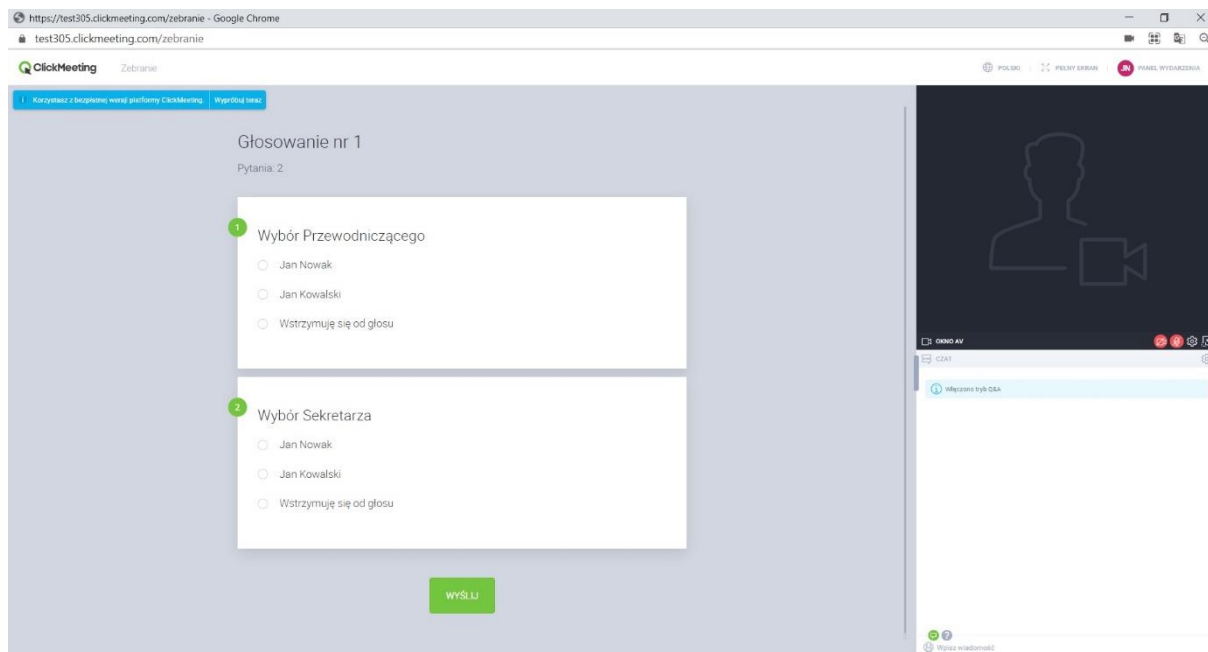 https://test305.clickmeeting.com/zebranie - Google Chrome
test305.clickmeeting.com/zebranie
ClickMeeting Zebranie POLSKI PEŁNY EKRAN JN PANEL WYDARZENIA
Korzystasz z bezpłatnej wersji platformy ClickMeeting. Wypróbuj teraz
Głosowanie nr 1
Pytania: 2
1 Wybór Przewodniczącego
Jan Nowak
Jan Kowalski
Wstrzymuję się od głosu
2 Wybór Sekretarza
Jan Nowak
Jan Kowalski
Wstrzymuję się od głosu
WYŚLIJ
OKNO AV
CZAT
Włączono tryb Q&A
Wpisz wiadomość